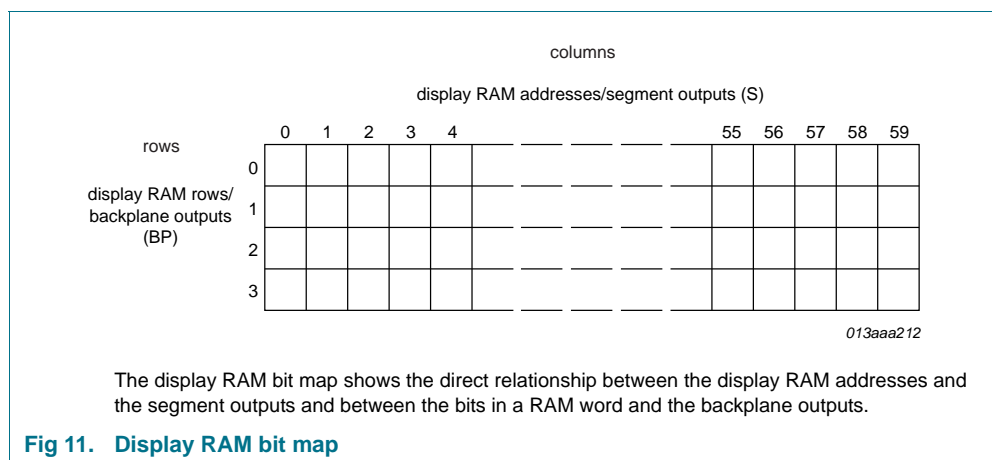 columns
display RAM addresses/segment outputs (S)
0 1 2 3 4 55 56 57 58 59
rows
0
display RAM rows/
backplane outputs
(BP)
1
2
3
013aaa212
The display RAM bit map shows the direct relationship between the display RAM addresses and
the segment outputs and between the bits in a RAM word and the backplane outputs.
Fig 11. Display RAM bit map